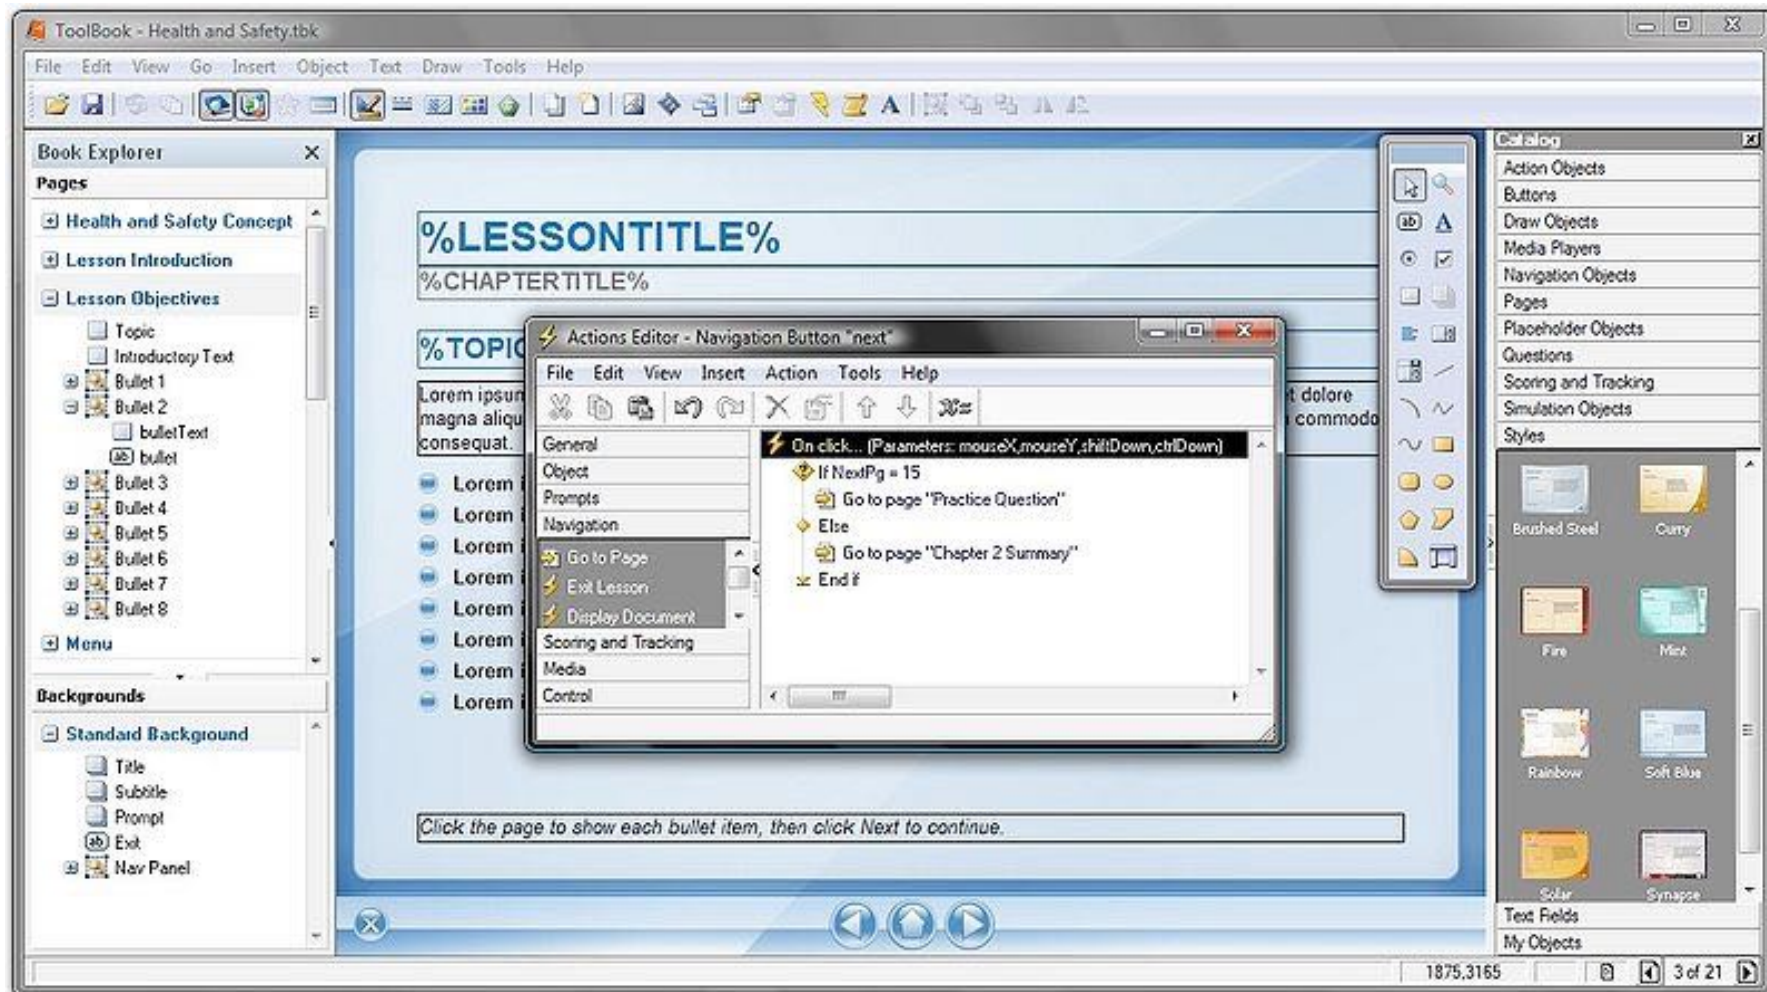 ToolBook - Health and Safety.tbk
File Edit View Go Insert Object Text Draw Tools Help
Book Explorer
Pages
Health and Safety Concept
Lesson Introduction
Lesson Objectives
Topic
Introductory Text
Bullet 1
Bullet 2
bulletText
ab bullet
Bullet 3
Bullet 4
Bullet 5
Bullet 6
Bullet 7
Bullet 8
Menu
Backgrounds
Standard Background
Title
Subtitle
Prompt
ab Exit
Nav Panel
%LESSONTITLE%
%CHAPTERTITLE%
%TOPIC
Lorem ipsum
magna aliqu
consequat.
t dolore
commodo
Lorem i
Lorem i
Lorem i
Lorem i
Lorem i
Lorem i
Lorem i
Lorem i
Click the page to show each bullet item, then click Next to continue.
Actions Editor - Navigation Button "next"
File Edit View Insert Action Tools Help
General
Object
Prompts
Navigation
Go to Page
Exit Lesson
Display Document
Scoring and Tracking
Media
Control
On click... (Parameters: mouseX,mouseY,shiftDown,ctrlDown)
If NextPg = 15
Go to page "Practice Question"
Else
Go to page "Chapter 2 Summary"
End if
Catalog
Action Objects
Buttons
Draw Objects
Media Players
Navigation Objects
Pages
Placeholder Objects
Questions
Scoring and Tracking
Simulation Objects
Styles
Brushed Steel Curry
Fire Mint
Rainbow Soft Blue
Solar Synapse
Text Fields
My Objects
1875,3165 3 of 21